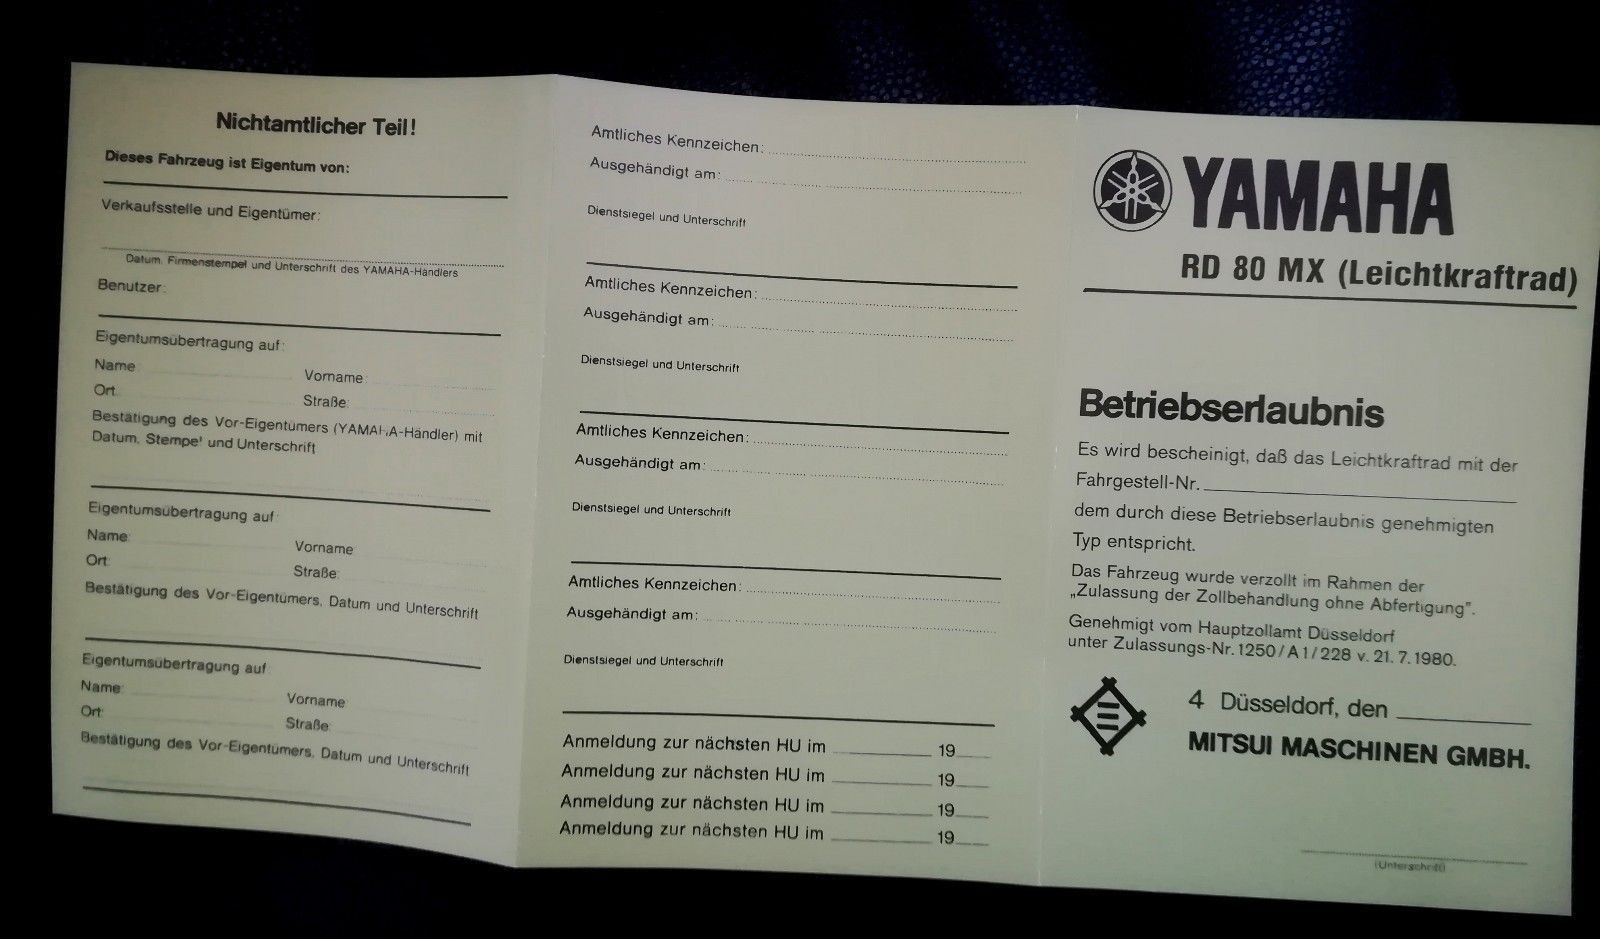 Nichtamtlicher Teil!
Dieses Fahrzeug ist Eigentum von:
Verkaufsstelle und Eigentümer:
Datum, Firmenstempel und Unterschrift des YAMAHA-Händlers
Benutzer:
Eigentumsübertragung auf:
Name: Vorname:
Ort: Straße:
Bestätigung des Vor-Eigentümers (YAMAHA-Händler) mit
Datum, Stempel und Unterschrift
Eigentumsübertragung auf:
Name: Vorname
Ort: Straße:
Bestätigung des Vor-Eigentümers, Datum und Unterschrift
Eigentumsübertragung auf:
Name: Vorname
Ort: Straße:
Bestätigung des Vor-Eigentümers, Datum und Unterschrift
Amtliches Kennzeichen:
Ausgehändigt am:
Dienstsiegel und Unterschrift
Amtliches Kennzeichen:
Ausgehändigt am:
Dienstsiegel und Unterschrift
Amtliches Kennzeichen:
Ausgehändigt am:
Dienstsiegel und Unterschrift
Amtliches Kennzeichen:
Ausgehändigt am:
Dienstsiegel und Unterschrift
Anmeldung zur nächsten HU im 19
Anmeldung zur nächsten HU im 19
Anmeldung zur nächsten HU im 19
Anmeldung zur nächsten HU im 19
YAMAHA
RD 80 MX (Leichtkraftrad)
Betriebserlaubnis
Es wird bescheinigt, daß das Leichtkraftrad mit der
Fahrgestell-Nr.
dem durch diese Betriebserlaubnis genehmigten
Typ entspricht.
Das Fahrzeug wurde verzollt im Rahmen der
„Zulassung der Zollbehandlung ohne Abfertigung".
Genehmigt vom Hauptzollamt Düsseldorf
unter Zulassungs-Nr. 1250/A1/228 v. 21.7.1980.
4 Düsseldorf, den
MITSUI MASCHINEN GMBH.
(Unterschrift)